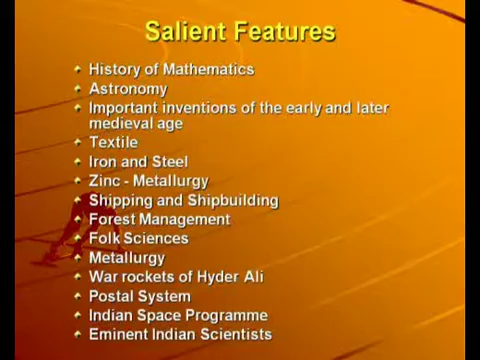 Salient Features
History of Mathematics
Astronomy
Important inventions of the early and later
medieval age
Textile
Iron and Steel
Zinc - Metallurgy
Shipping and Shipbuilding
Forest Management
Folk Sciences
Metallurgy
War rockets of Hyder Ali
Postal System
Indian Space Programme
Eminent Indian Scientists